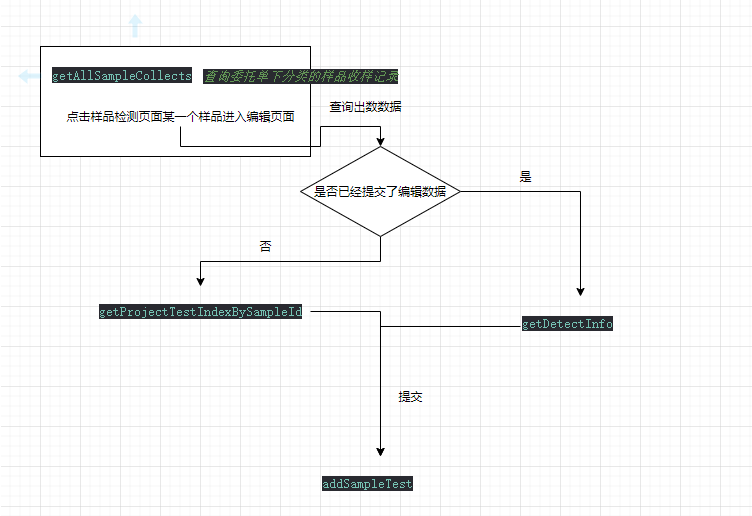 getAllSampleCollects 查询委托单下分类的样品收样记录
点击样品检测页面某一个样品进入编辑页面
查询出数数据
是否已经提交了编辑数据
是
否
getProjectTestIndexBySampleId
getDetectInfo
提交
addSampleTest